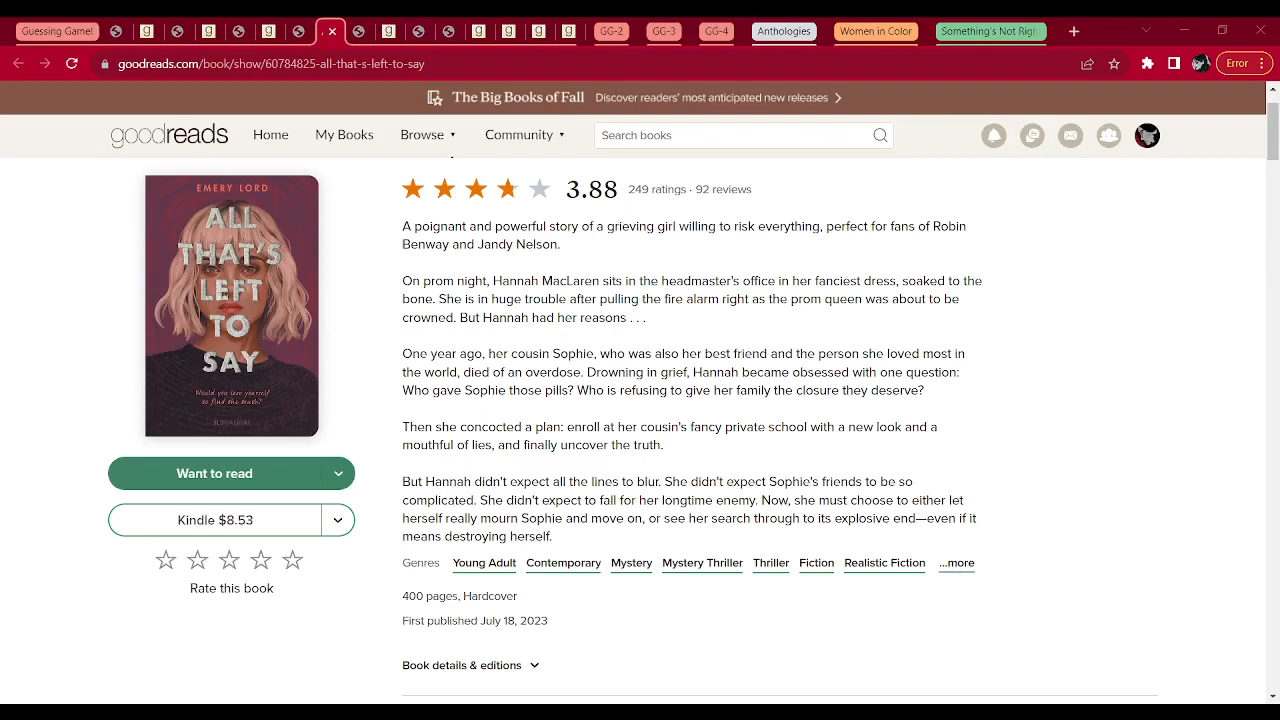 Guessing Game!
GG-2
GG-3
GG-4
Anthologies
Women in Color
Something's Not Righ
goodreads.com/book/show/60784825-all-that-s-left-to-say
Error
The Big Books of Fall Discover readers' most anticipated new releases
goodreads
Home
My Books
Browse
Community
Search books
EMERY LORD
ALL
THAT'S
LEFT
TO
SAY
Would you lose yourself
to find the truth?
BLOOMSBURY
Want to read
Kindle $8.53
Rate this book
3.88 249 ratings · 92 reviews
A poignant and powerful story of a grieving girl willing to risk everything, perfect for fans of Robin
Benway and Jandy Nelson.
On prom night, Hannah MacLaren sits in the headmaster's office in her fanciest dress, soaked to the
bone. She is in huge trouble after pulling the fire alarm right as the prom queen was about to be
crowned. But Hannah had her reasons . . .
One year ago, her cousin Sophie, who was also her best friend and the person she loved most in
the world, died of an overdose. Drowning in grief, Hannah became obsessed with one question:
Who gave Sophie those pills? Who is refusing to give her family the closure they deserve?
Then she concocted a plan: enroll at her cousin's fancy private school with a new look and a
mouthful of lies, and finally uncover the truth.
But Hannah didn't expect all the lines to blur. She didn't expect Sophie's friends to be so
complicated. She didn't expect to fall for her longtime enemy. Now, she must choose to either let
herself really mourn Sophie and move on, or see her search through to its explosive end—even if it
means destroying herself.
Genres Young Adult Contemporary Mystery Mystery Thriller Thriller Fiction Realistic Fiction ...more
400 pages, Hardcover
First published July 18, 2023
Book details & editions